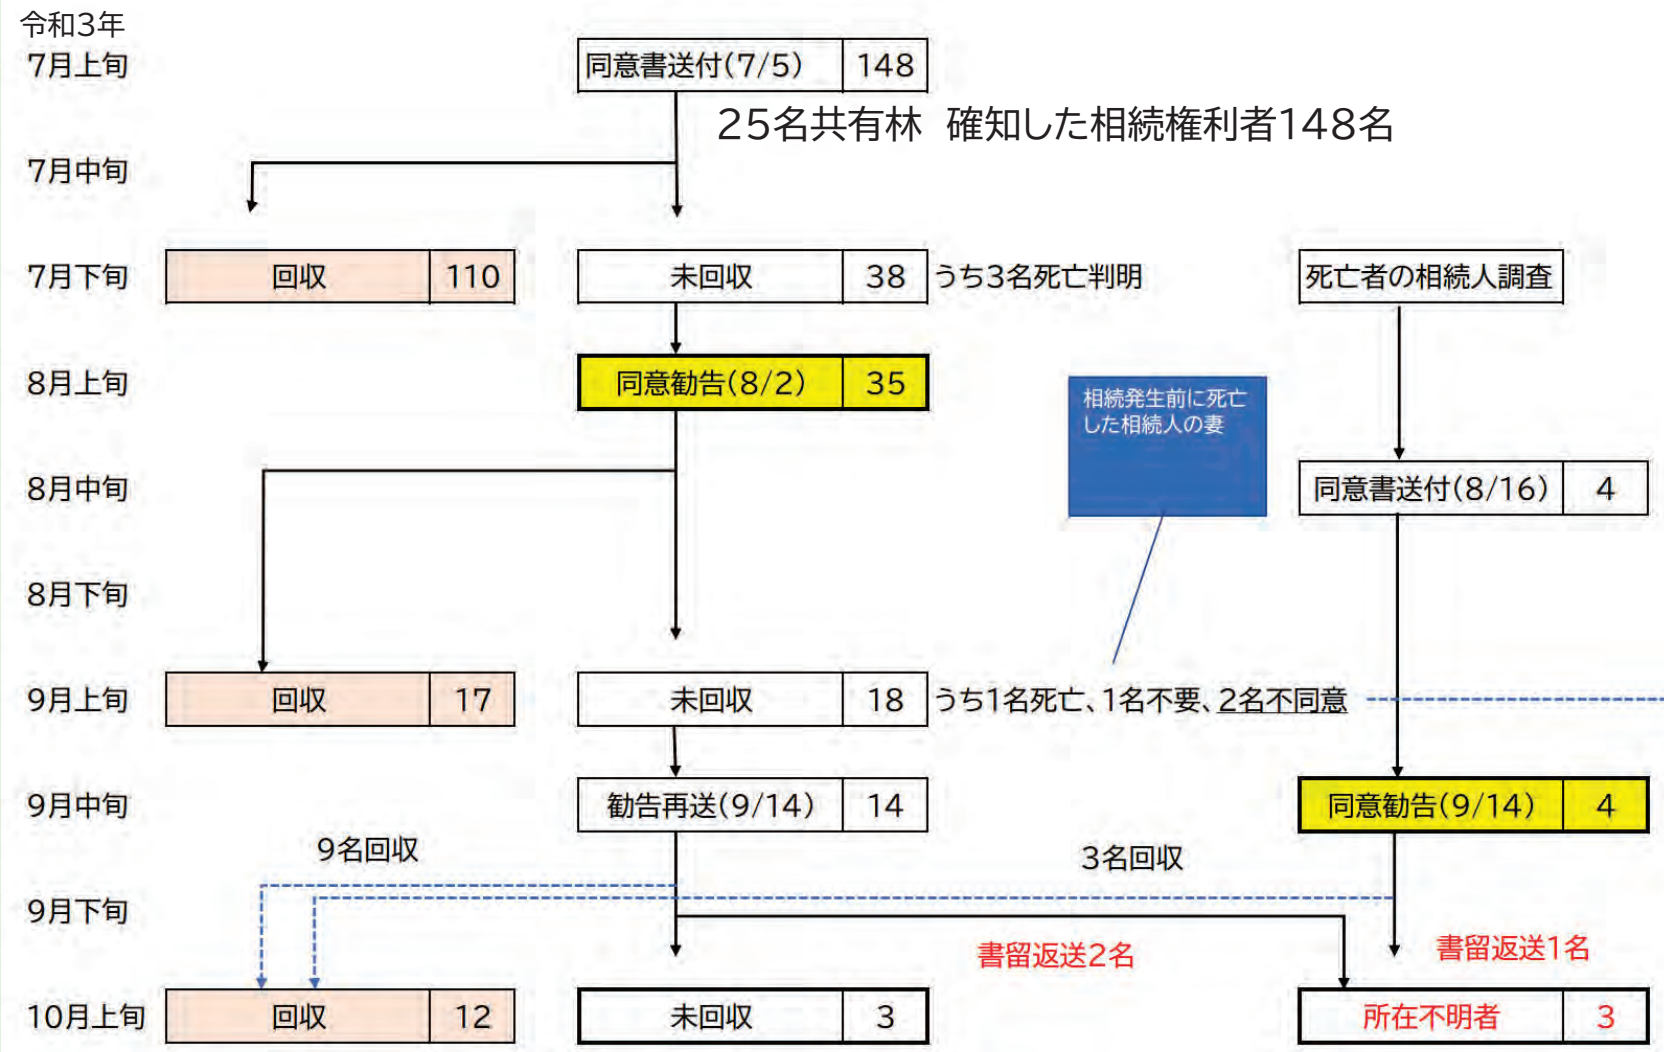 令和3年
7月上旬
同意書送付(7/5) 148
25名共有林 確知した相続権利者148名
7月中旬
7月下旬
回収 110
未回収 38 うち3名死亡判明
死亡者の相続人調査
8月上旬
同意勧告(8/2) 35
相続発生前に死亡
した相続人の妻
8月中旬
同意書送付(8/16) 4
8月下旬
9月上旬
回収 17
未回収 18 うち1名死亡、1名不要、2名不同意
9月中旬
勧告再送(9/14) 14
同意勧告(9/14) 4
9名回収
3名回収
9月下旬
書留返送2名
書留返送1名
10月上旬
回収 12
未回収 3
所在不明者 3